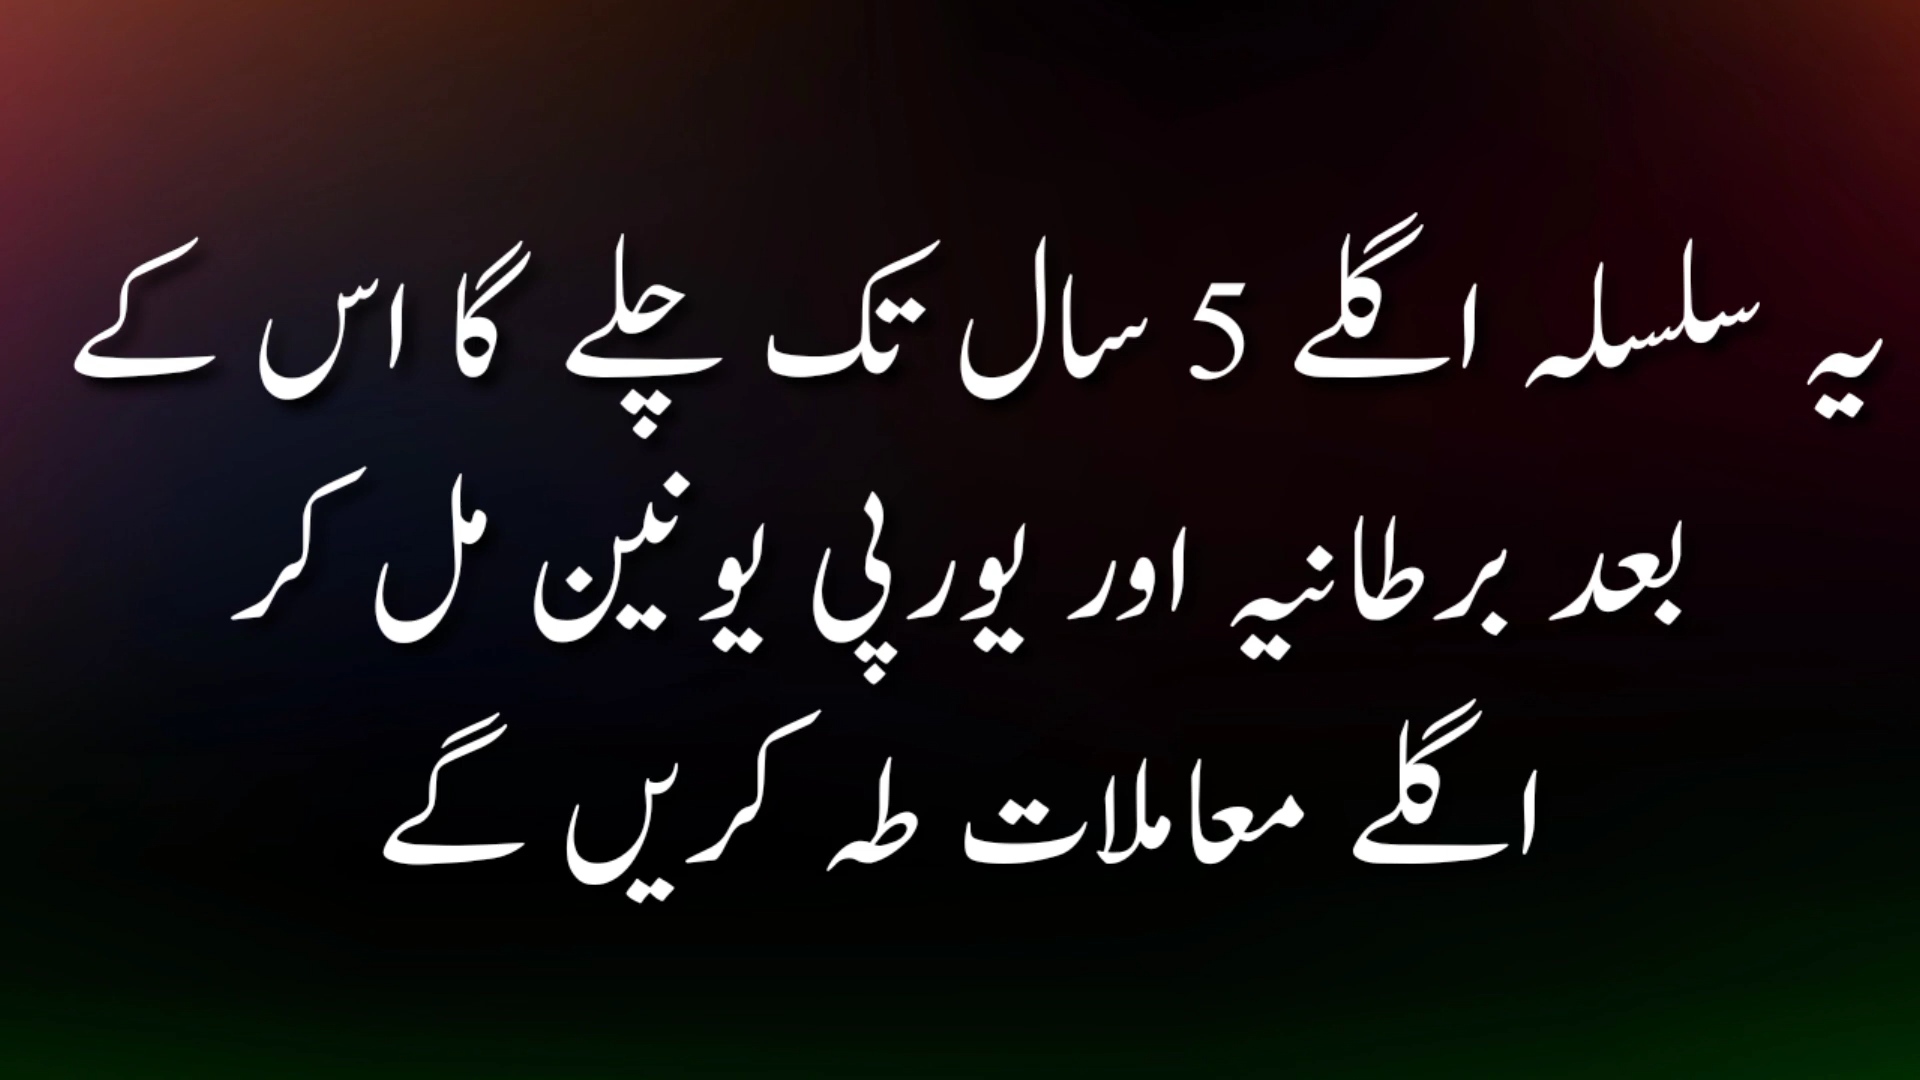 یہ سلسلہ اگلے 5 سال تک چلے گا اس کے
بعد برطانیہ اور یورپی یونین مل کر
اگلے معاملات طہ کریں گے